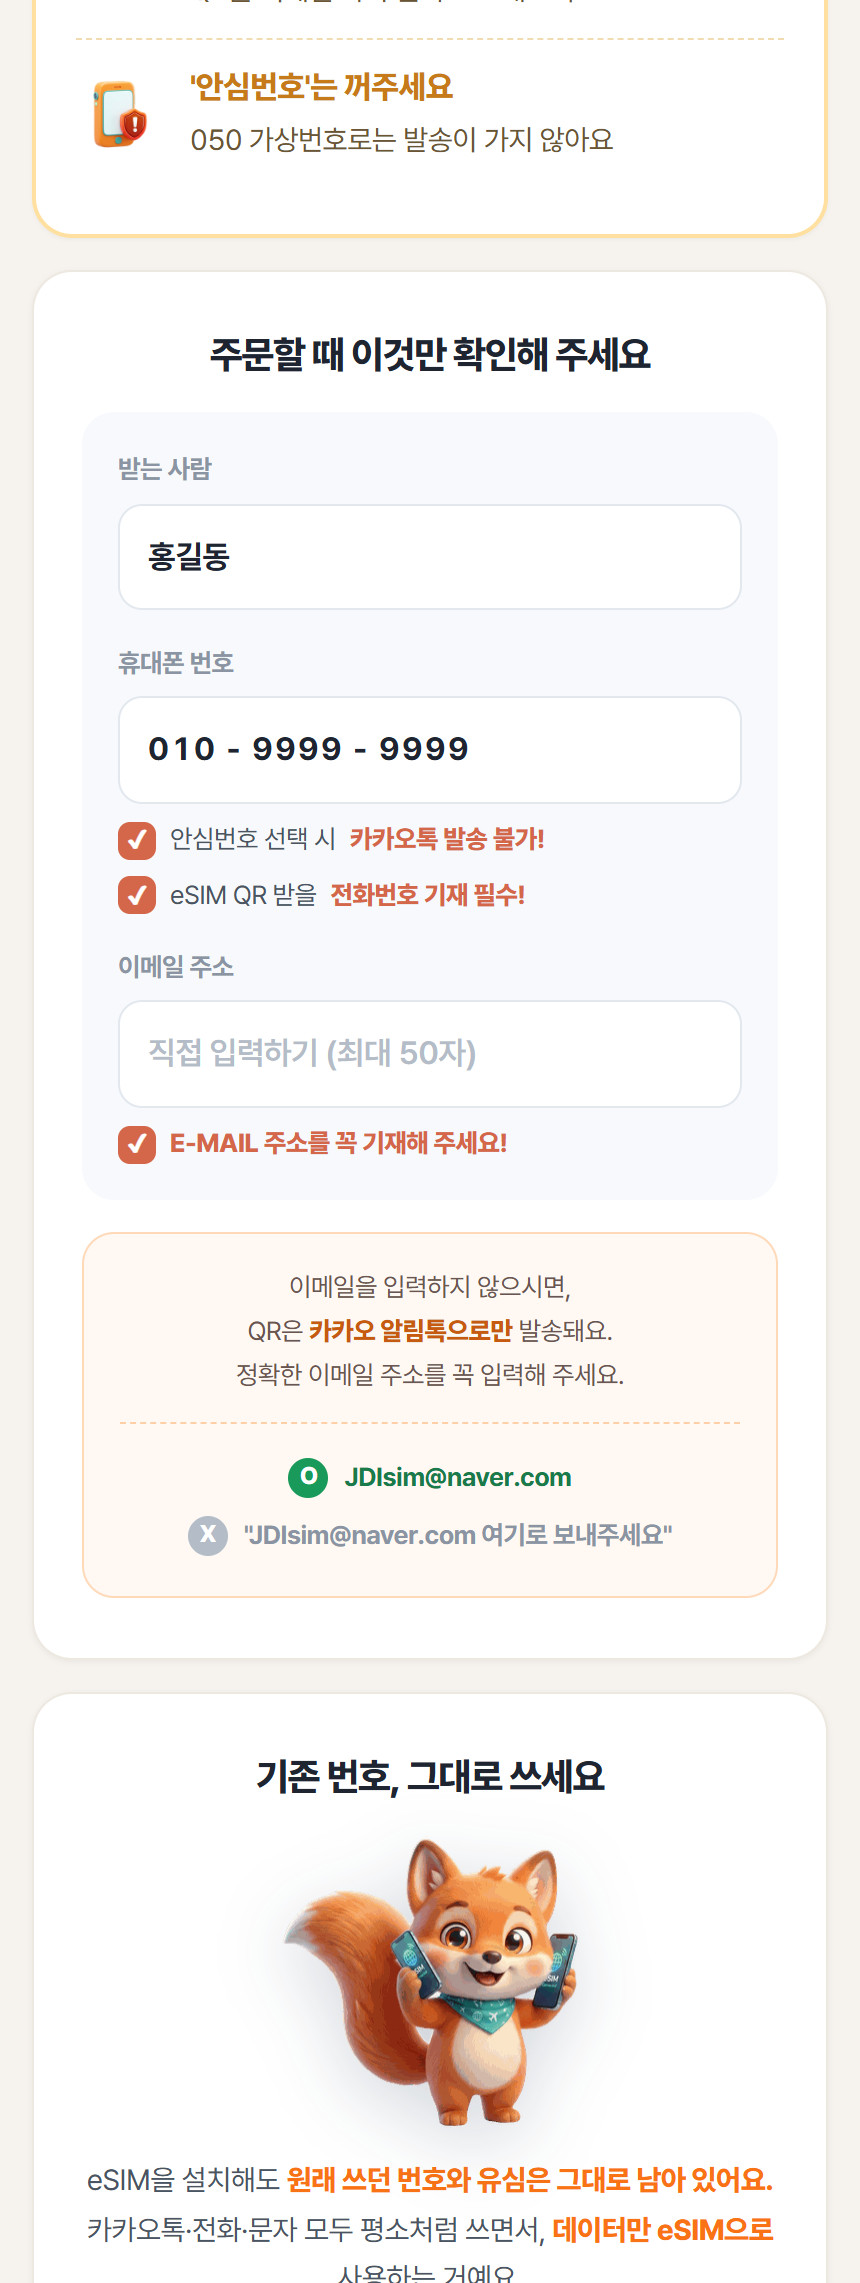 '안심번호'는 꺼주세요
050 가상번호로는 발송이 가지 않아요
주문할 때 이것만 확인해 주세요
받는 사람
홍길동
휴대폰 번호
010 - 9999 - 9999
안심번호 선택 시 카카오톡 발송 불가!
eSIM QR 받을 전화번호 기재 필수!
이메일 주소
직접 입력하기 (최대 50자)
E-MAIL 주소를 꼭 기재해 주세요!
이메일을 입력하지 않으시면,
QR은 카카오 알림톡으로만 발송돼요.
정확한 이메일 주소를 꼭 입력해 주세요.
O JDIsim@naver.com
X "JDIsim@naver.com 여기로 보내주세요"
기존 번호, 그대로 쓰세요
eSIM을 설치해도 원래 쓰던 번호와 유심은 그대로 남아 있어요.
카카오톡·전화·문자 모두 평소처럼 쓰면서, 데이터만 eSIM으로
사용하는 거예요